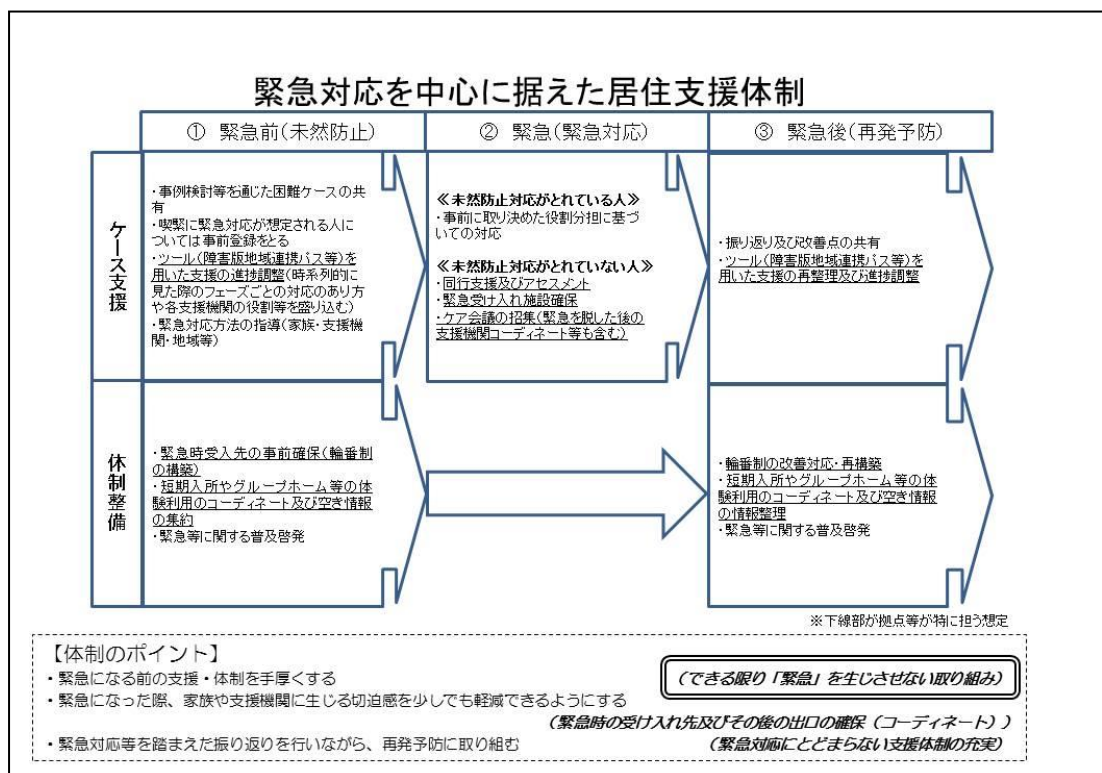 緊急対応を中心に据えた居住支援体制
① 緊急前(未然防止)
② 緊急(緊急対応)
③ 緊急後(再発予防)
ケース支援
・事例検討等を通じた困難ケースの共
有
・喫緊に緊急対応が想定される人に
ついては事前登録をとる
・ツール(障害版地域連携パス等)を
用いた支援の進捗調整(時系列的に
見た際のフェーズごとの対応のあり方
や各支援機関の役割等を盛り込む)
・緊急対応方法の指導(家族・支援機
関・地域等)
≪未然防止対応がとれている人≫
・事前に取り決めた役割分担に基づ
いての対応
≪未然防止対応がとれていない人≫
・同行支援及びアセスメント
・緊急受け入れ施設確保
・ケア会議の招集(緊急を脱した後の
支援機関コーディネート等も含む)
・振り返り及び改善点の共有
・ツール(障害版地域連携パス等)を
用いた支援の再整理及び進捗調整
体制整備
・緊急時受入先の事前確保(輪番制
の構築)
・短期入所やグループホーム等の体
験利用のコーディネート及び空き情報
の集約
・緊急等に関する普及啓発
・輪番制の改善対応・再構築
・短期入所やグループホーム等の体
験利用のコーディネート及び空き情報
の情報整理
・緊急等に関する普及啓発
※下線部が拠点等が特に担う想定
【体制のポイント】
・緊急になる前の支援・体制を手厚くする
(できる限り「緊急」を生じさせない取り組み)
・緊急になった際、家族や支援機関に生じる切迫感を少しでも軽減できるようにする
(緊急時の受け入れ先及びその後の出口の確保(コーディネート))
・緊急対応等を踏まえた振り返りを行いながら、再発予防に取り組む
(緊急対応にとどまらない支援体制の充実)